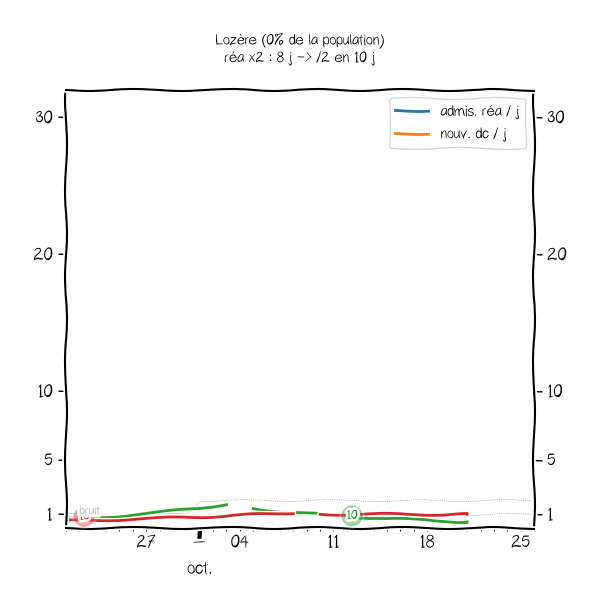 Lozère (0% de la population)
réa x2 : 8 j -> /2 en 10 j
admis. réa / j
nouv. dc / j
30
30
20
20
10
10
5
5
1
bruit
10
1
27
1
04
11
18
25
oct.